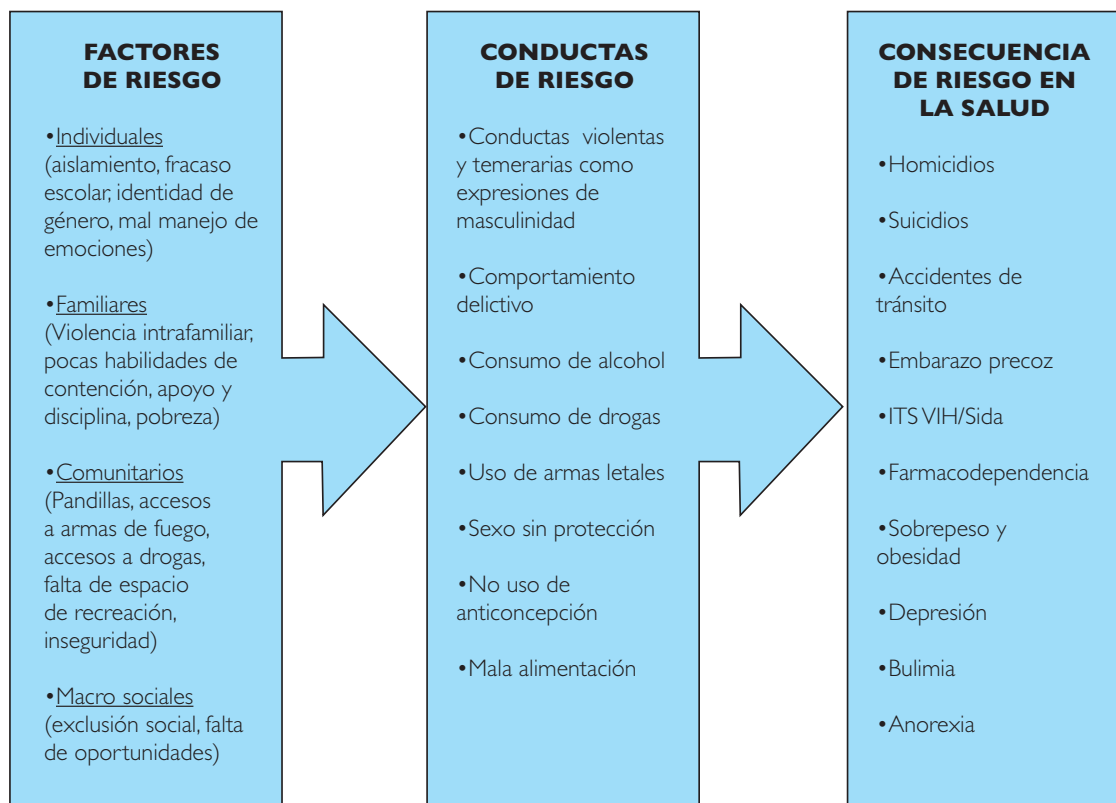 FACTORES
DE RIESGO
•Individuales
(aislamiento, fracaso
escolar, identidad de
género, mal manejo de
emociones)
•Familiares
(Violencia intrafamiliar,
pocas habilidades de
contención, apoyo y
disciplina, pobreza)
•Comunitarios
(Pandillas, accesos
a armas de fuego,
accesos a drogas,
falta de espacio
de recreación,
inseguridad)
•Macro sociales
(exclusión social, falta
de oportunidades)
CONDUCTAS
DE RIESGO
•Conductas violentas
y temerarias como
expresiones de
masculinidad
•Comportamiento
delictivo
•Consumo de alcohol
•Consumo de drogas
•Uso de armas letales
•Sexo sin protección
•No uso de
anticoncepción
•Mala alimentación
CONSECUENCIA
DE RIESGO EN
LA SALUD
•Homicidios
•Suicidios
•Accidentes de
tránsito
•Embarazo precoz
•ITS VIH/Sida
•Farmacodependencia
•Sobrepeso y
obesidad
•Depresión
•Bulimia
•Anorexia